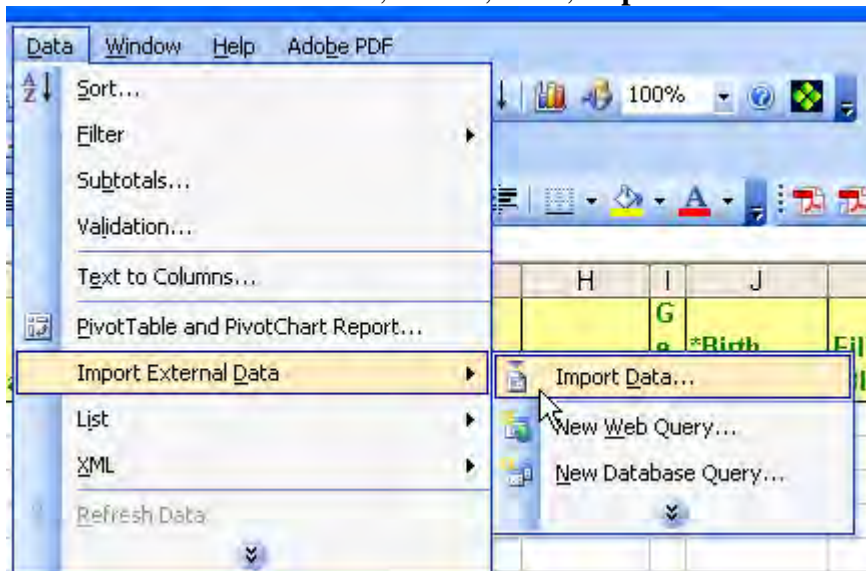 Data Window Help Adobe PDF
Sort...
100%
Filter
Subtotals...
Validation...
Text to Columns...
H I J
PivotTable and PivotChart Report...
G
*Birth
Import External Data
Import Data...
List
New Web Query...
XML
New Database Query...
Refresh Data